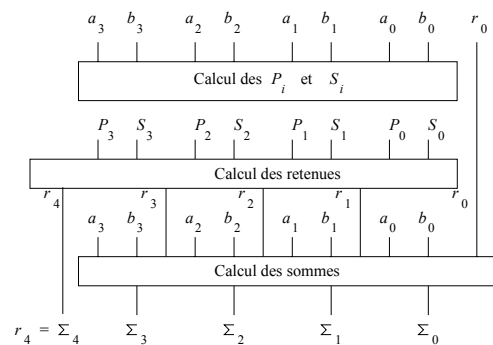 a₃ b₃ a₂ b₂ a₁ b₁ a₀ b₀ r₀
Calcul des Pᵢ et Sᵢ
P₃ S₃ P₂ S₂ P₁ S₁ P₀ S₀
Calcul des retenues
r₄ r₃ r₂ r₁ r₀
a₃ b₃ a₂ b₂ a₁ b₁ a₀ b₀
Calcul des sommes
r₄ = Σ₄ Σ₃ Σ₂ Σ₁ Σ₀